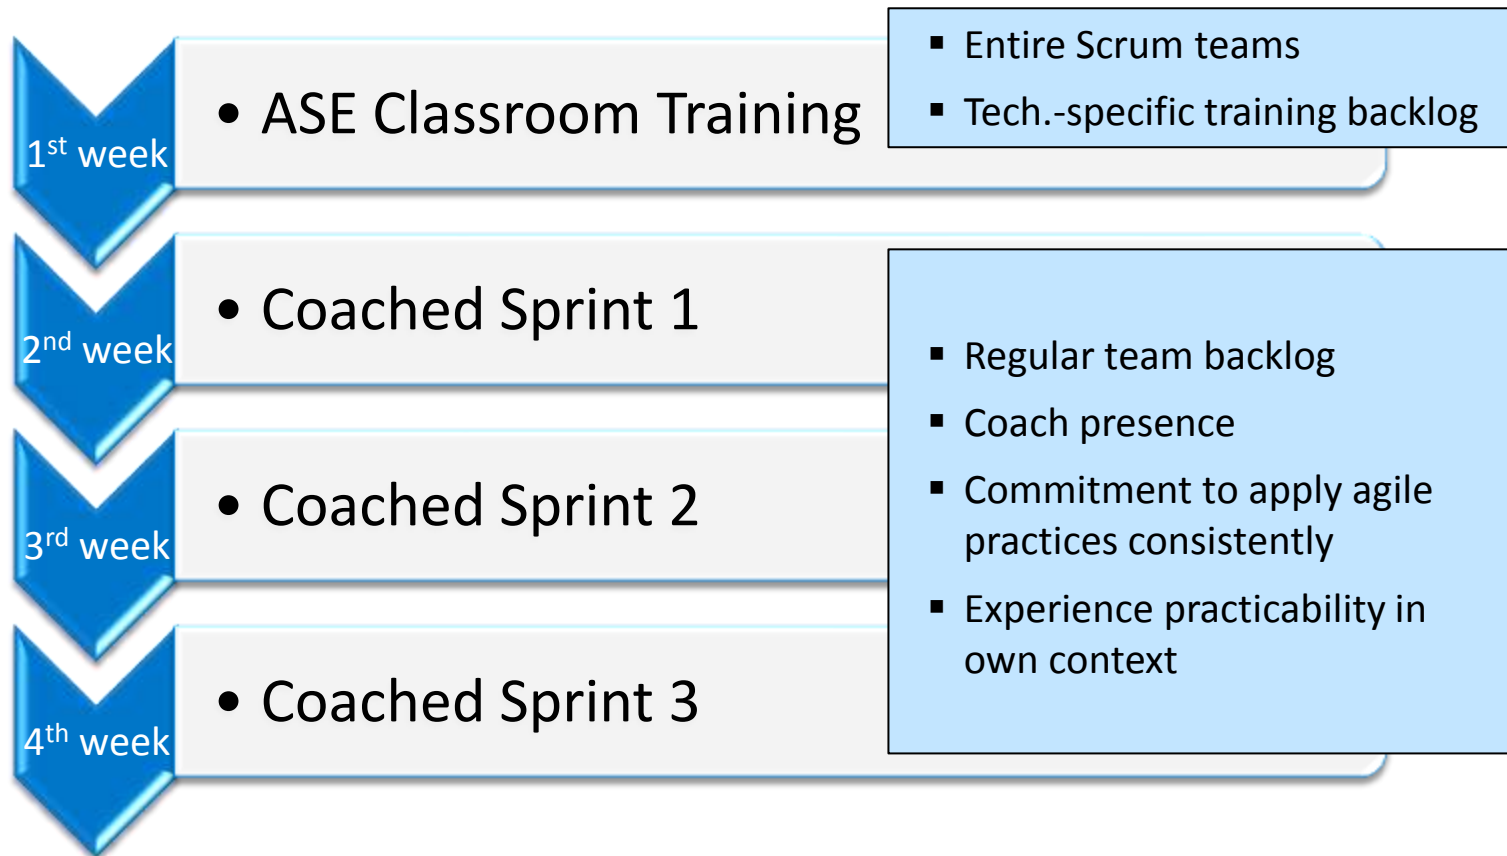 1st week
• ASE Classroom Training
▪ Entire Scrum teams
▪ Tech.-specific training backlog
2nd week
• Coached Sprint 1
3rd week
• Coached Sprint 2
4th week
• Coached Sprint 3
▪ Regular team backlog
▪ Coach presence
▪ Commitment to apply agile
practices consistently
▪ Experience practicability in
own context